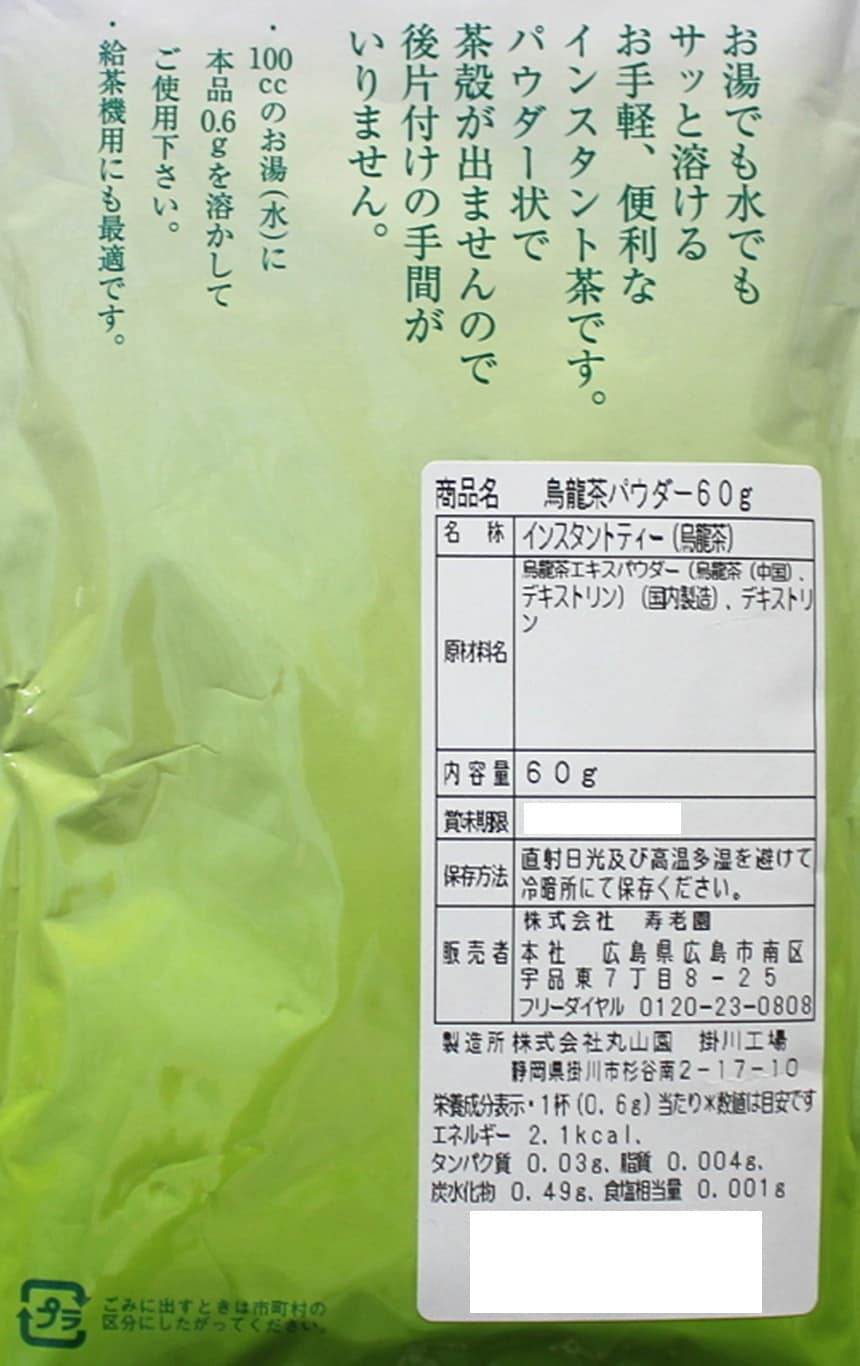 お湯でも水でも
サッと溶ける
お手軽、便利な
インスタント茶です。
パウダー状で
茶殻が出ませんので
後片付けの手間が
いりません。
・100ccのお湯(水)に
本品0.6gを溶かして
ご使用下さい。
・給茶機用にも最適です。
商品名 烏龍茶パウダー60g
名称 インスタントティー(烏龍茶)
原材料名 烏龍茶エキスパウダー(烏龍茶(中国)、
デキストリン)(国内製造)、デキストリ
ン
内容量 60g
賞味期限
保存方法 直射日光及び高温多湿を避けて
冷暗所にて保存ください。
販売者 株式会社 寿老園
本社 広島県広島市南区
宇品東7丁目8-25
フリーダイヤル 0120-23-0808
製造所 株式会社丸山園 掛川工場
静岡県掛川市杉谷南2-17-10
栄養成分表示・1杯(0.6g)当たり*数値は目安です
エネルギー 2.1kcal、
タンパク質 0.03g、脂質 0.004g、
炭水化物 0.49g、食塩相当量 0.001g
プラ
ごみに出すときは市町村の
区分にしたがってください。